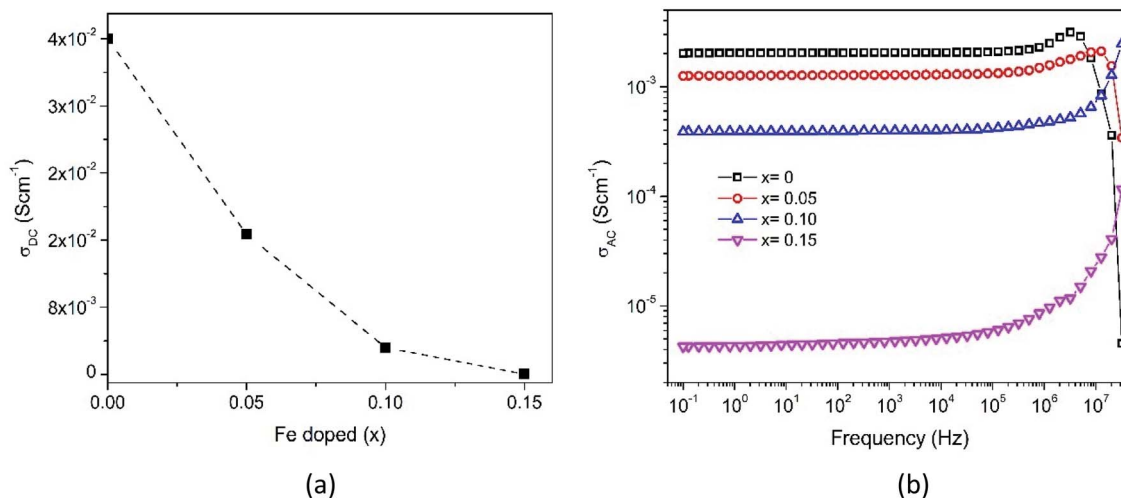 4x10⁻²
3x10⁻²
2x10⁻²
2x10⁻²
8x10⁻³
0
σDC (Scm⁻¹)
0.00 0.05 0.10 0.15
Fe doped (x)
(a)
10⁻³
10⁻⁴
10⁻⁵
σAC (Scm⁻¹)
x= 0
x= 0.05
x= 0.10
x= 0.15
10⁻¹ 10⁰ 10¹ 10² 10³ 10⁴ 10⁵ 10⁶ 10⁷
Frequency (Hz)
(b)